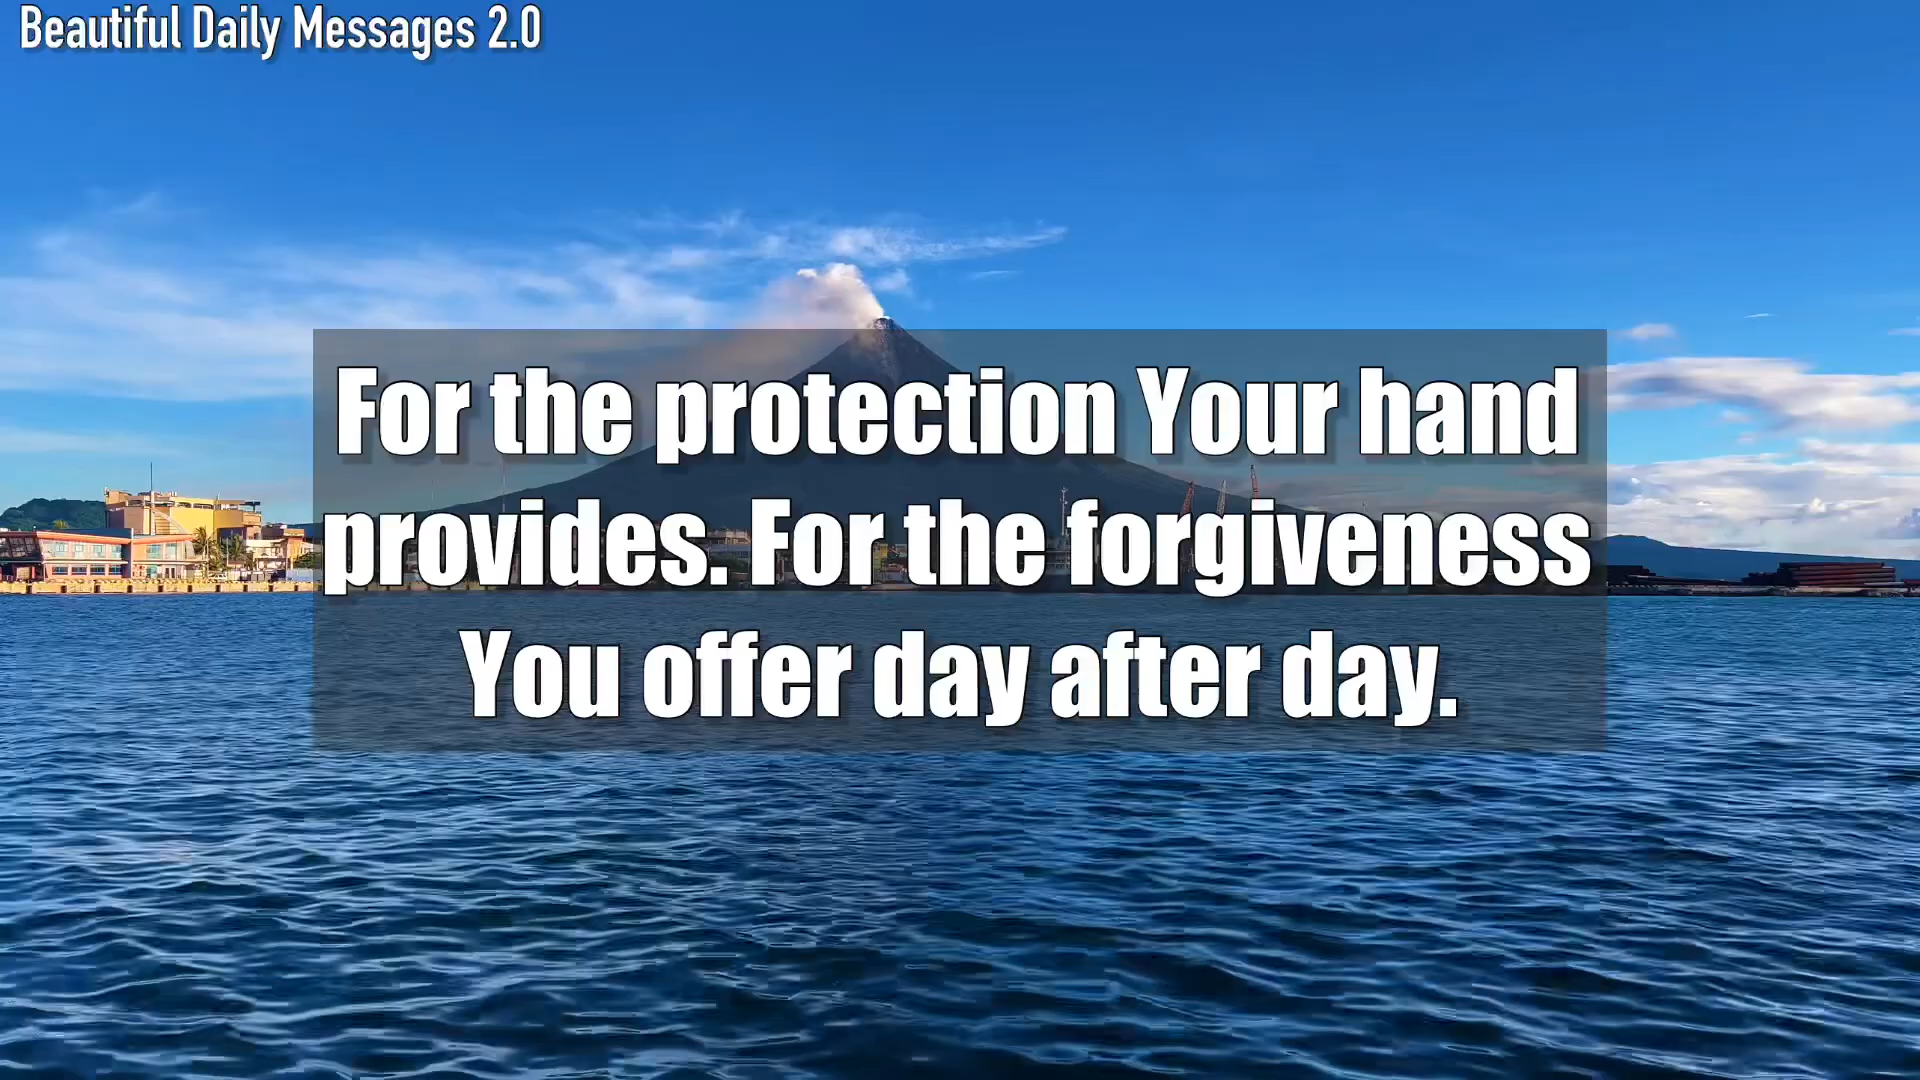 Beautiful Daily Messages 2.0
For the protection Your hand
provides. For the forgiveness
You offer day after day.